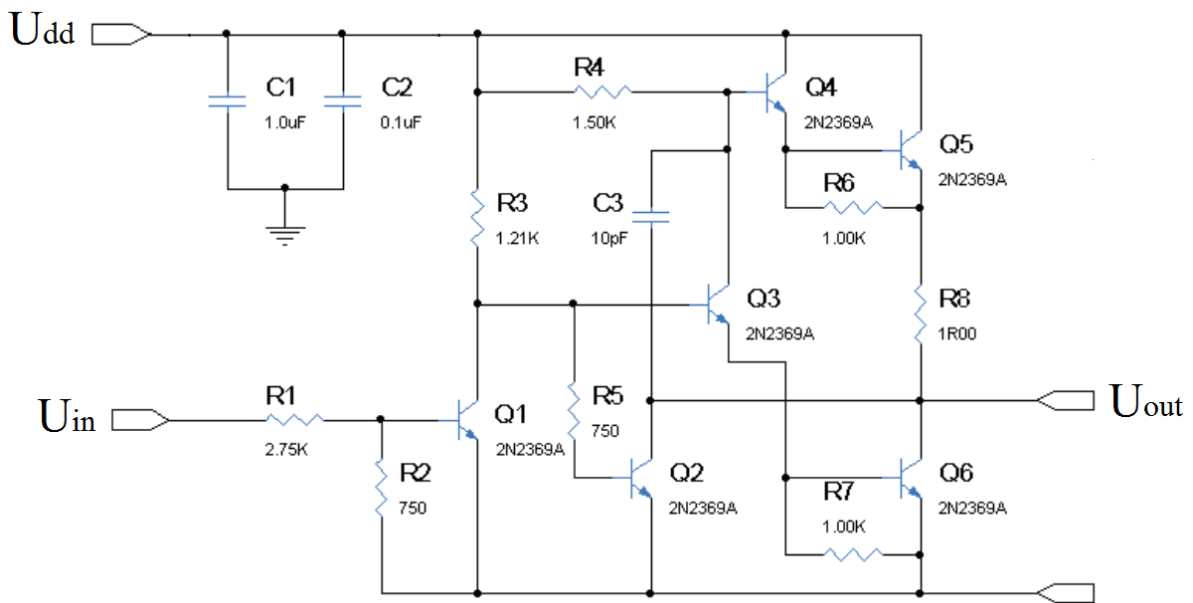 Udd
C1
1.0uF
C2
0.1uF
R4
1.50K
Q4
2N2369A
Q5
2N2369A
R6
1.00K
R3
1.21K
C3
10pF
Q3
2N2369A
R8
1R00
Uin
R1
2.75K
R2
750
Q1
2N2369A
R5
750
Q2
2N2369A
R7
1.00K
Q6
2N2369A
Uout